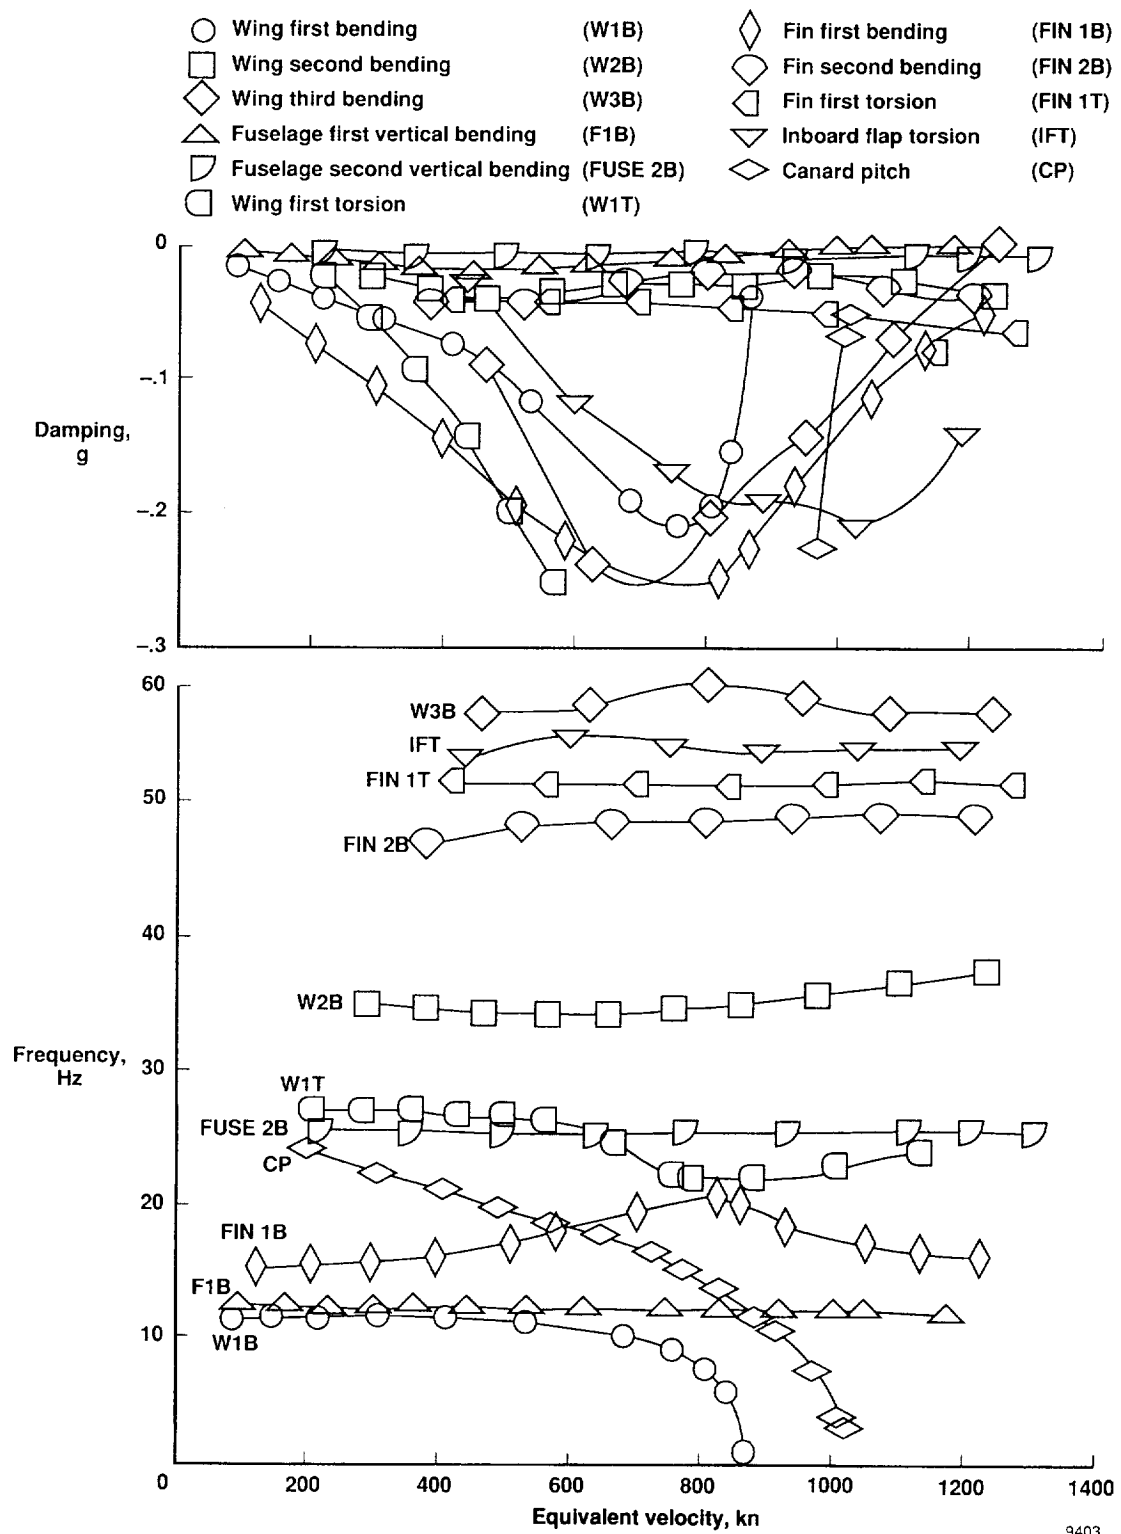 Wing first bending (W1B)
Wing second bending (W2B)
Wing third bending (W3B)
Fuselage first vertical bending (F1B)
Fuselage second vertical bending (FUSE 2B)
Wing first torsion (W1T)
Fin first bending (FIN 1B)
Fin second bending (FIN 2B)
Fin first torsion (FIN 1T)
Inboard flap torsion (IFT)
Canard pitch (CP)
0
–.1
Damping,
g
–.2
–.3
60
W3B
IFT
FIN 1T
50
FIN 2B
40
W2B
Frequency,
Hz
30
W1T
FUSE 2B
CP
20
FIN 1B
F1B
10
W1B
0 200 400 600 800 1000 1200 1400
0
Equivalent velocity, kn
9403